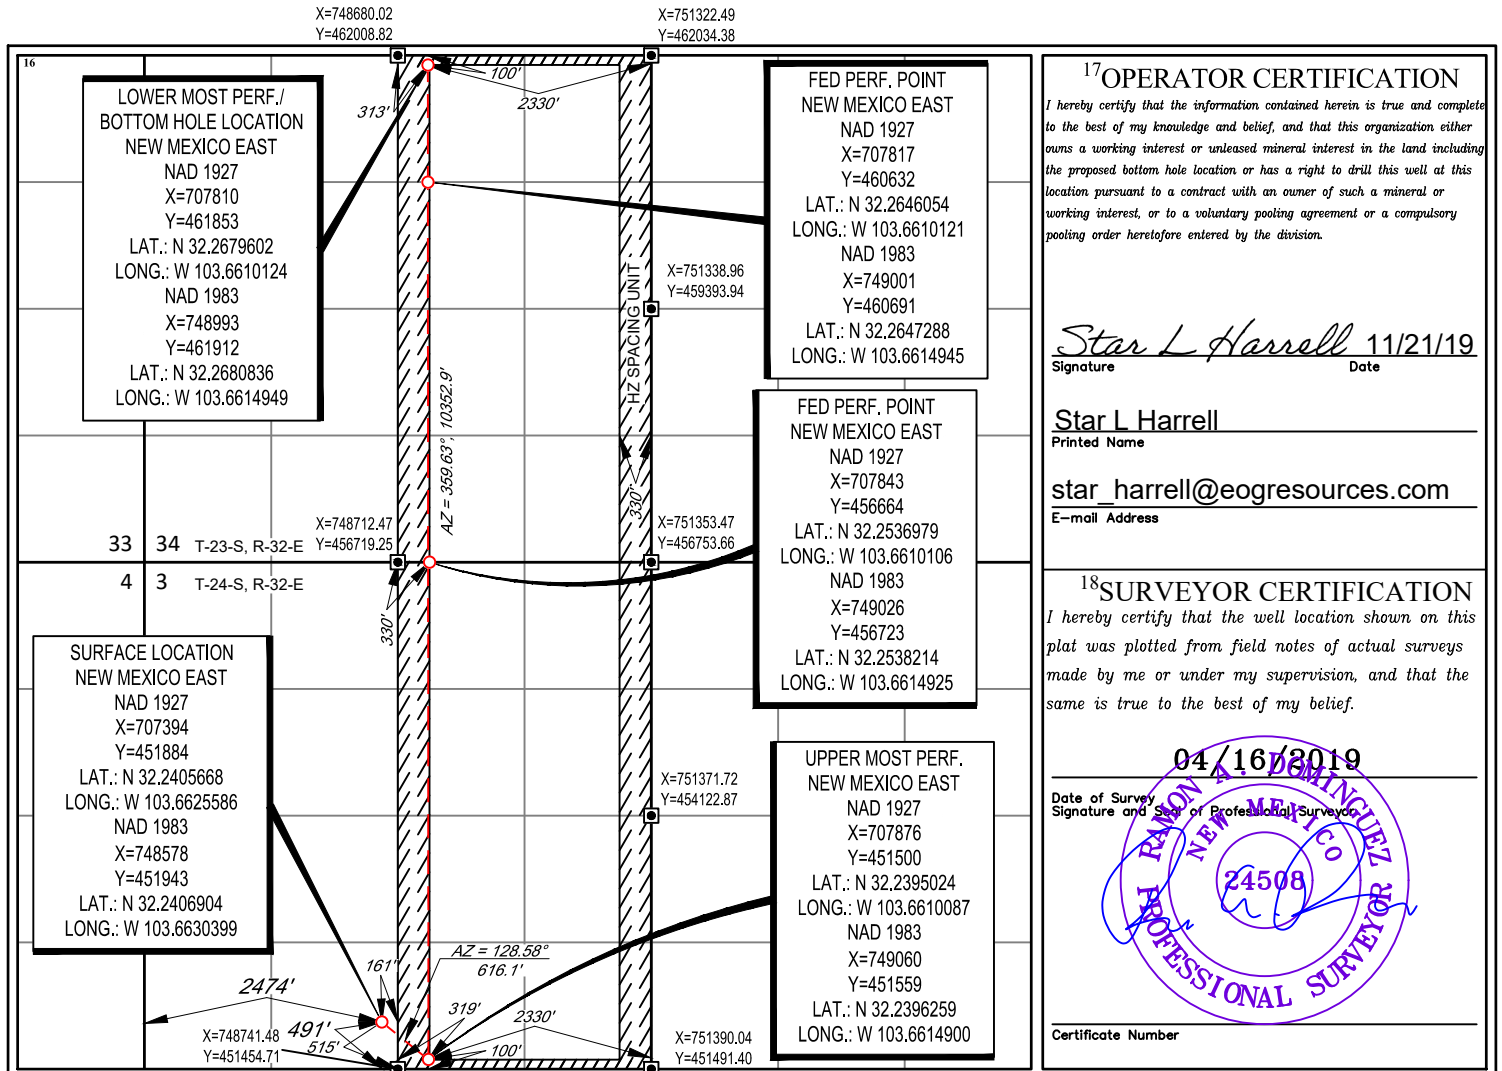 X=748680.02
Y=462008.82
X=751322.49
Y=462034.38
16
LOWER MOST PERF./
BOTTOM HOLE LOCATION
NEW MEXICO EAST
NAD 1927
X=707810
Y=461853
LAT.: N 32.2679602
LONG.: W 103.6610124
NAD 1983
X=748993
Y=461912
LAT.: N 32.2680836
LONG.: W 103.6614949
100'
2330'
313'
FED PERF. POINT
NEW MEXICO EAST
NAD 1927
X=707817
Y=460632
LAT.: N 32.2646054
LONG.: W 103.6610121
NAD 1983
X=749001
Y=460691
LAT.: N 32.2647288
LONG.: W 103.6614945
X=751338.96
Y=459393.94
HZ SPACING UNIT
AZ = 359.63°, 10352.9'
330'
FED PERF. POINT
NEW MEXICO EAST
NAD 1927
X=707843
Y=456664
LAT.: N 32.2536979
LONG.: W 103.6610106
NAD 1983
X=749026
Y=456723
LAT.: N 32.2538214
LONG.: W 103.6614925
X=748712.47
Y=456719.25
X=751353.47
Y=456753.66
33 34 T-23-S, R-32-E
4 3 T-24-S, R-32-E
330'
SURFACE LOCATION
NEW MEXICO EAST
NAD 1927
X=707394
Y=451884
LAT.: N 32.2405668
LONG.: W 103.6625586
NAD 1983
X=748578
Y=451943
LAT.: N 32.2406904
LONG.: W 103.6630399
X=751371.72
Y=454122.87
UPPER MOST PERF.
NEW MEXICO EAST
NAD 1927
X=707876
Y=451500
LAT.: N 32.2395024
LONG.: W 103.6610087
NAD 1983
X=749060
Y=451559
LAT.: N 32.2396259
LONG.: W 103.6614900
AZ = 128.58°
616.1'
161'
2474'
319'
491'
515'
2330'
100'
X=748741.48
Y=451454.71
X=751390.04
Y=451491.40
17OPERATOR CERTIFICATION
I hereby certify that the information contained herein is true and complete
to the best of my knowledge and belief, and that this organization either
owns a working interest or unleased mineral interest in the land including
the proposed bottom hole location or has a right to drill this well at this
location pursuant to a contract with an owner of such a mineral or
working interest, or to a voluntary pooling agreement or a compulsory
pooling order heretofore entered by the division.
Star L Harrell 11/21/19
Signature Date
Star L Harrell
Printed Name
star_harrell@eogresources.com
E-mail Address
18SURVEYOR CERTIFICATION
I hereby certify that the well location shown on this
plat was plotted from field notes of actual surveys
made by me or under my supervision, and that the
same is true to the best of my belief.
04/16/2019
Date of Survey
Signature and Seal of Professional Surveyor
RAMON A. DOMINGUEZ
NEW MEXICO
24508
PROFESSIONAL SURVEYOR
Certificate Number